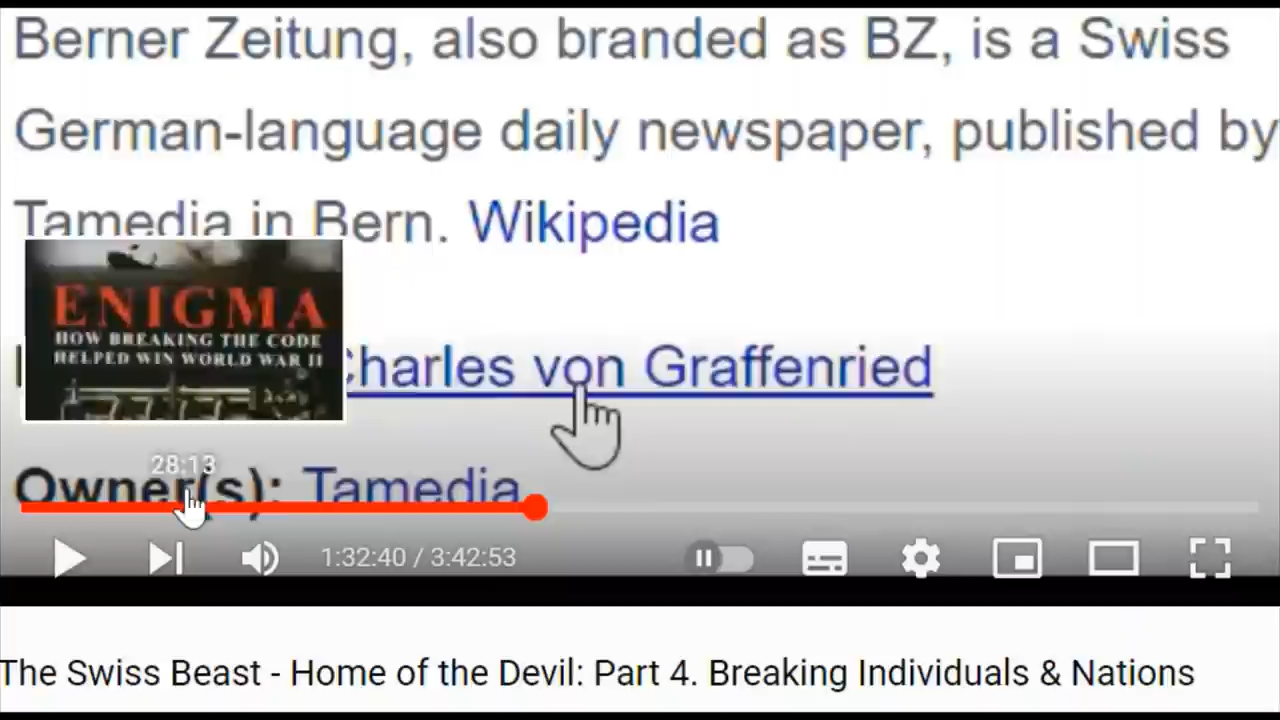 Berner Zeitung, also branded as BZ, is a Swiss
German-language daily newspaper, published by
Tamedia in Bern. Wikipedia
ENIGMA
HOW BREAKING THE CODE
HELPED WIN WORLD WAR II
Charles von Graffenried
28:13
Owner(s): Tamedia
1:32:40 / 3:42:53
The Swiss Beast - Home of the Devil: Part 4. Breaking Individuals & Nations